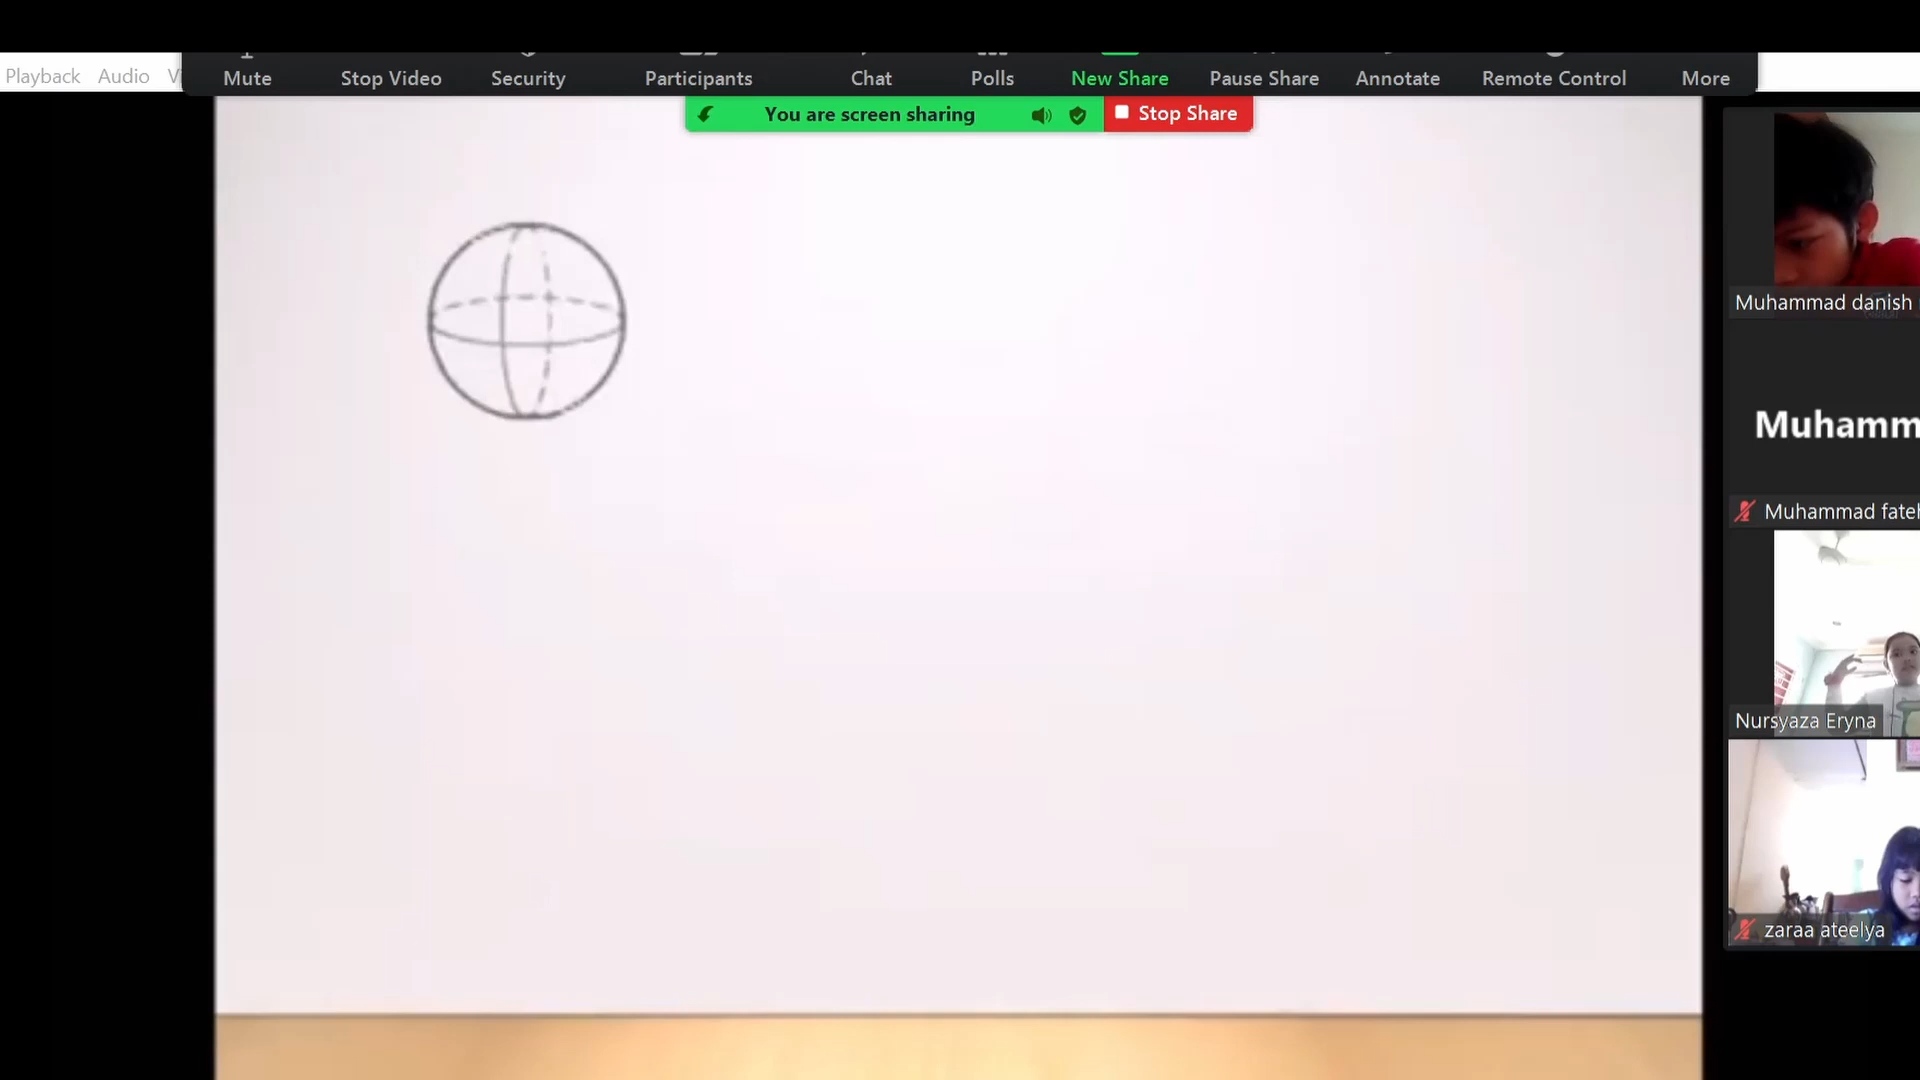 Playback Audio
Mute Stop Video Security Participants Chat Polls New Share Pause Share Annotate Remote Control More
You are screen sharing Stop Share
Muhammad danish
Muhamm
Muhammad fateh
Nursyaza Eryna
zaraa ateelya